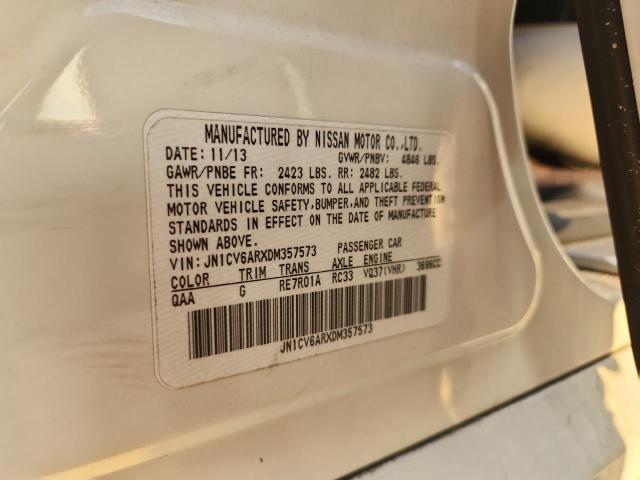 MANUFACTURED BY NISSAN MOTOR CO.,LTD.
DATE: 11/13 GVWR/PNBV: 4846 LBS.
GAWR/PNBE FR: 2423 LBS. RR: 2482 LBS.
THIS VEHICLE CONFORMS TO ALL APPLICABLE FEDERAL
MOTOR VEHICLE SAFETY, BUMPER, AND THEFT PREVENTION
STANDARDS IN EFFECT ON THE DATE OF MANUFACTURE
SHOWN ABOVE.
VIN: JN1CV6ARXDM357573 PASSENGER CAR
COLOR TRIM TRANS AXLE ENGINE
QAA G RE7R01A RC33 VQ37(VHR) 3696CC
JN1CV6ARXDM357573